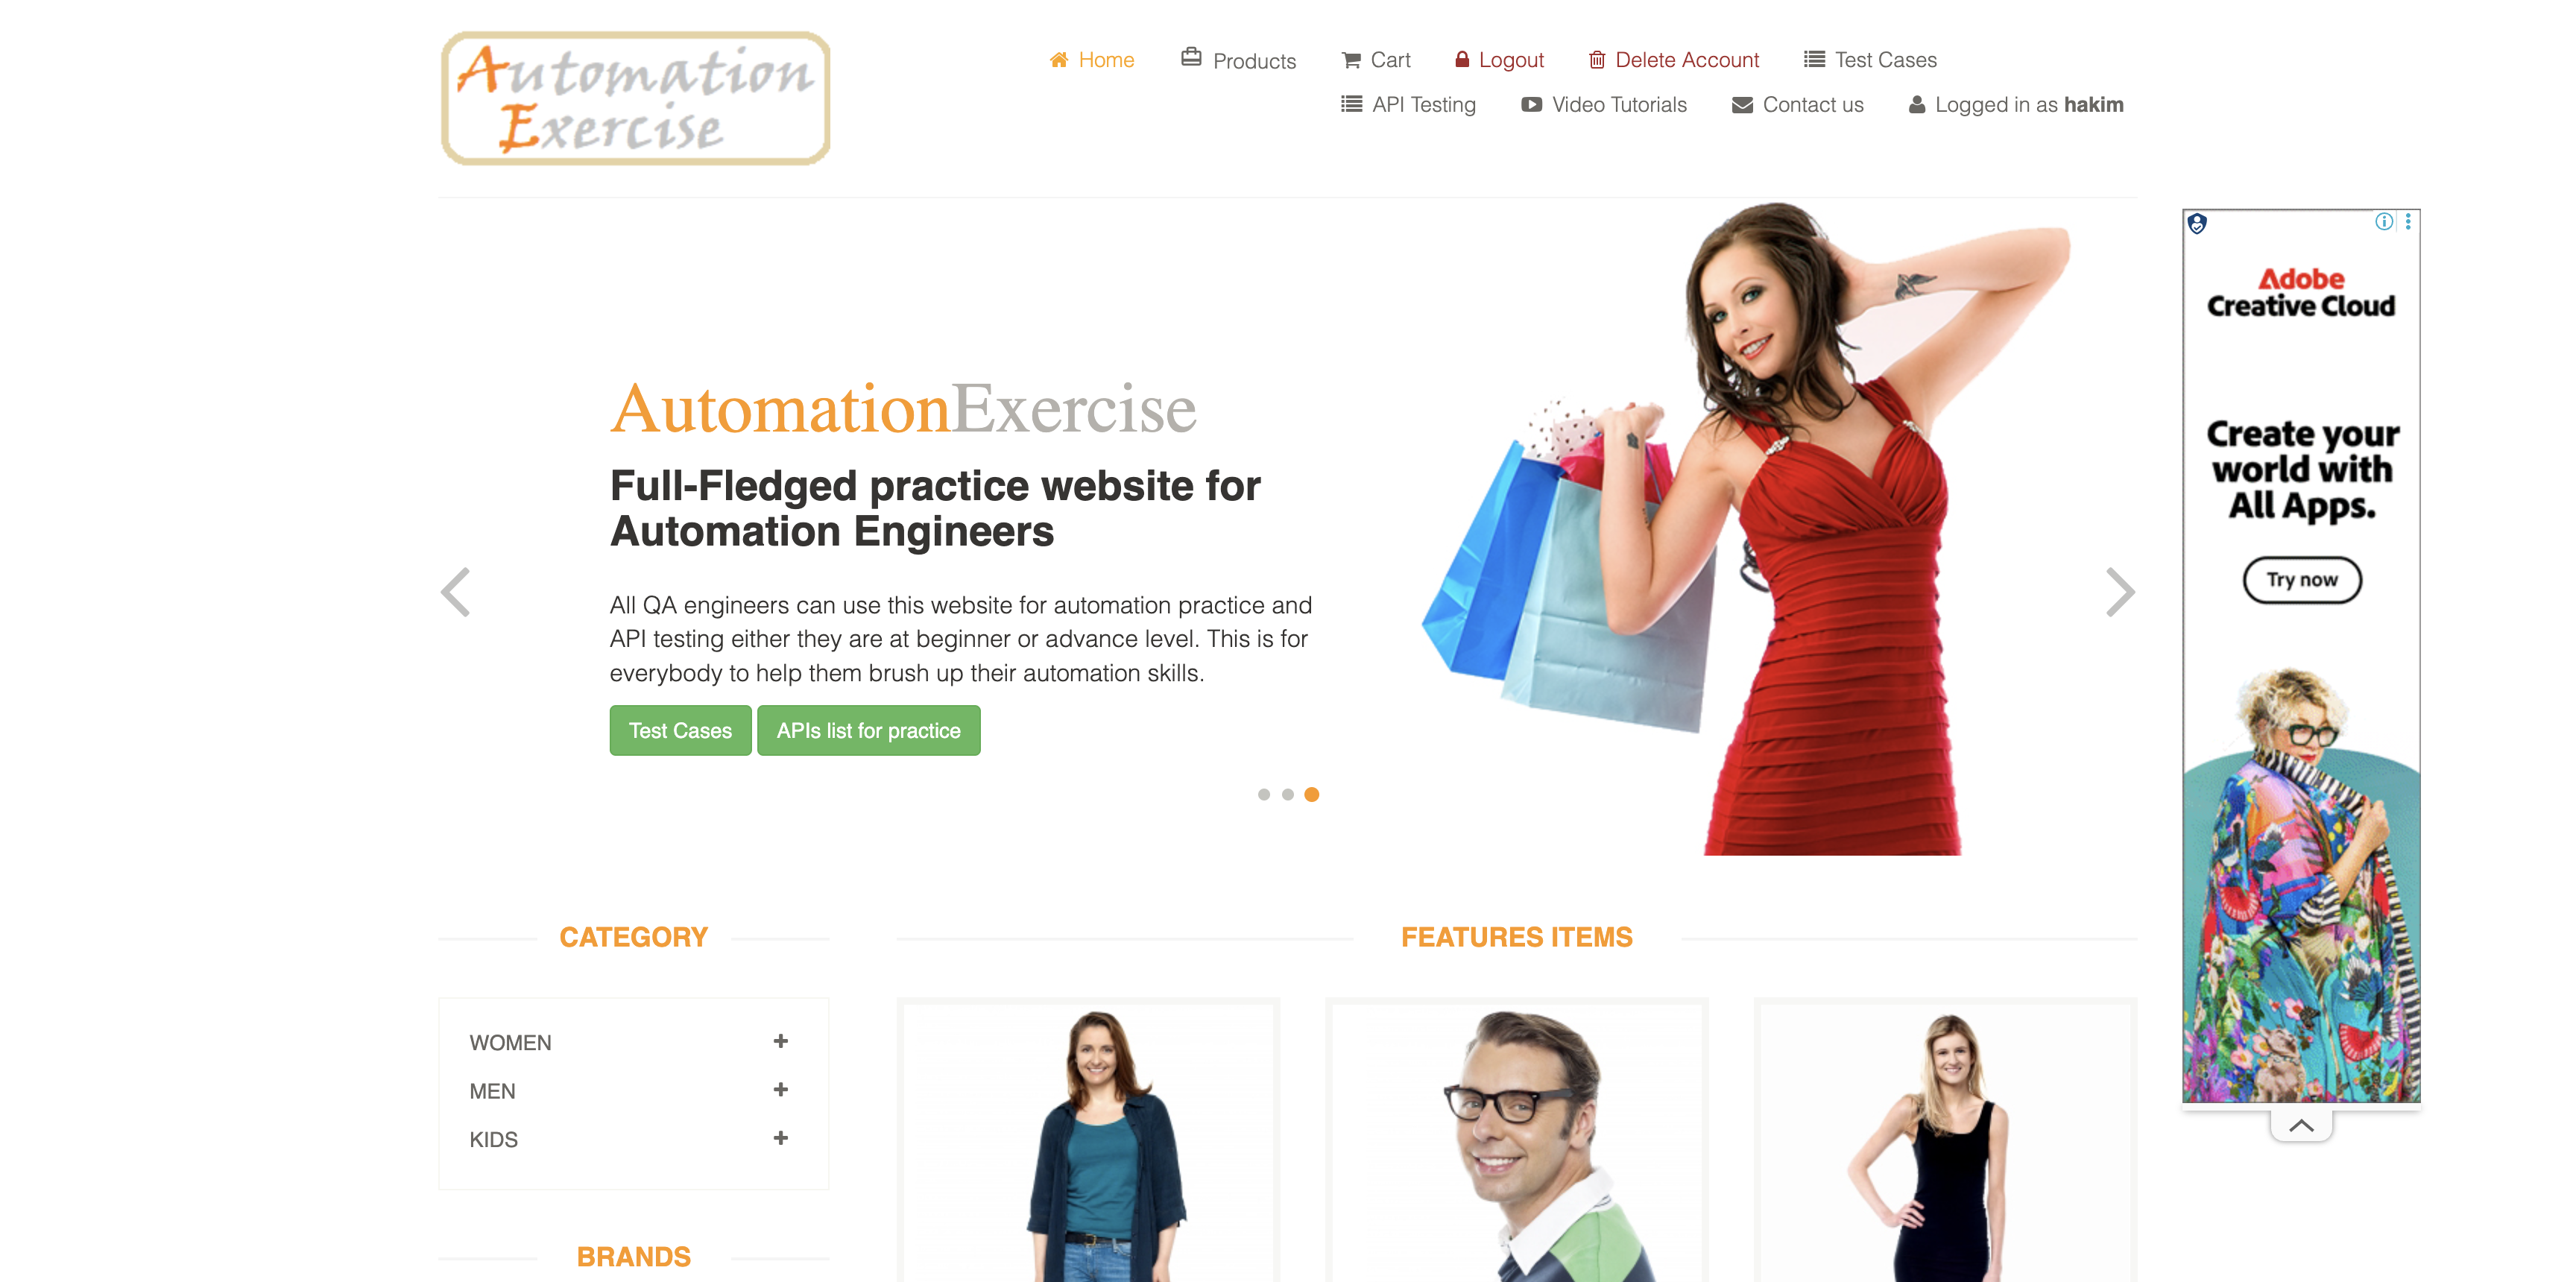 Automation
Exercise
Home Products Cart Logout Delete Account Test Cases
API Testing Video Tutorials Contact us Logged in as hakim
AutomationExercise
Full-Fledged practice website for
Automation Engineers
All QA engineers can use this website for automation practice and
API testing either they are at beginner or advance level. This is for
everybody to help them brush up their automation skills.
Test Cases APIs list for practice
Adobe
Creative Cloud
Create your
world with
All Apps.
Try now
CATEGORY
WOMEN
MEN
KIDS
BRANDS
FEATURES ITEMS